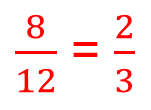 8/12 = 2/3